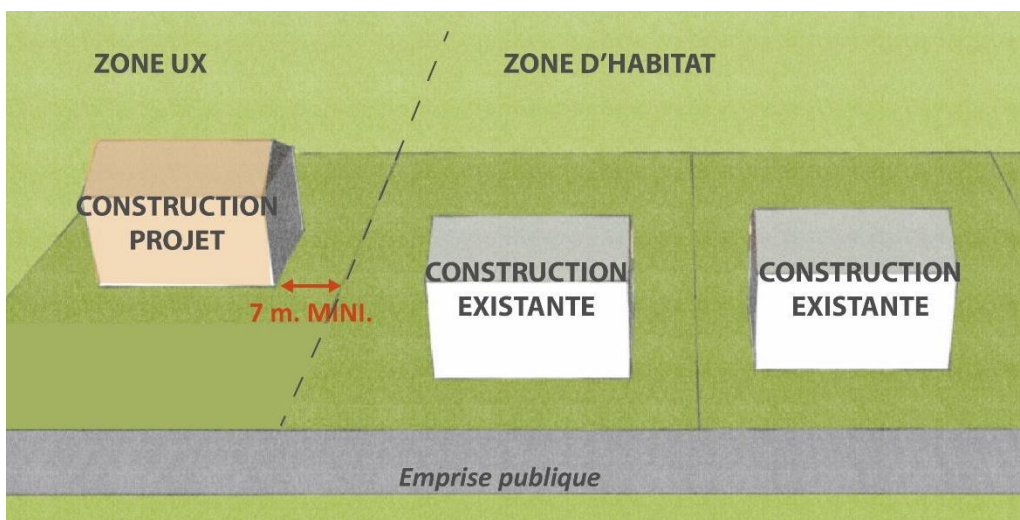 ZONE UX
ZONE D'HABITAT
CONSTRUCTION
PROJET
7 m. MINI.
CONSTRUCTION
EXISTANTE
CONSTRUCTION
EXISTANTE
Emprise publique